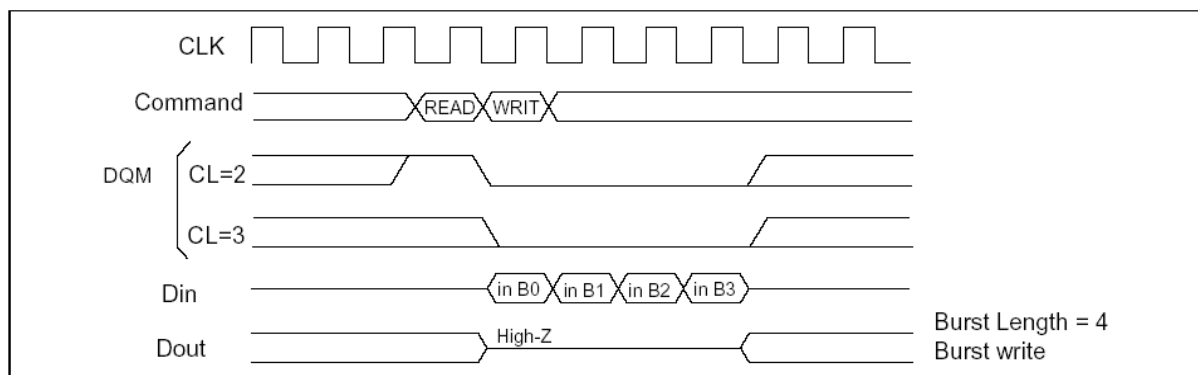 CLK
Command
READ WRIT
DQM
CL=2
CL=3
Din
in B0 in B1 in B2 in B3
Dout
High-Z
Burst Length = 4
Burst write